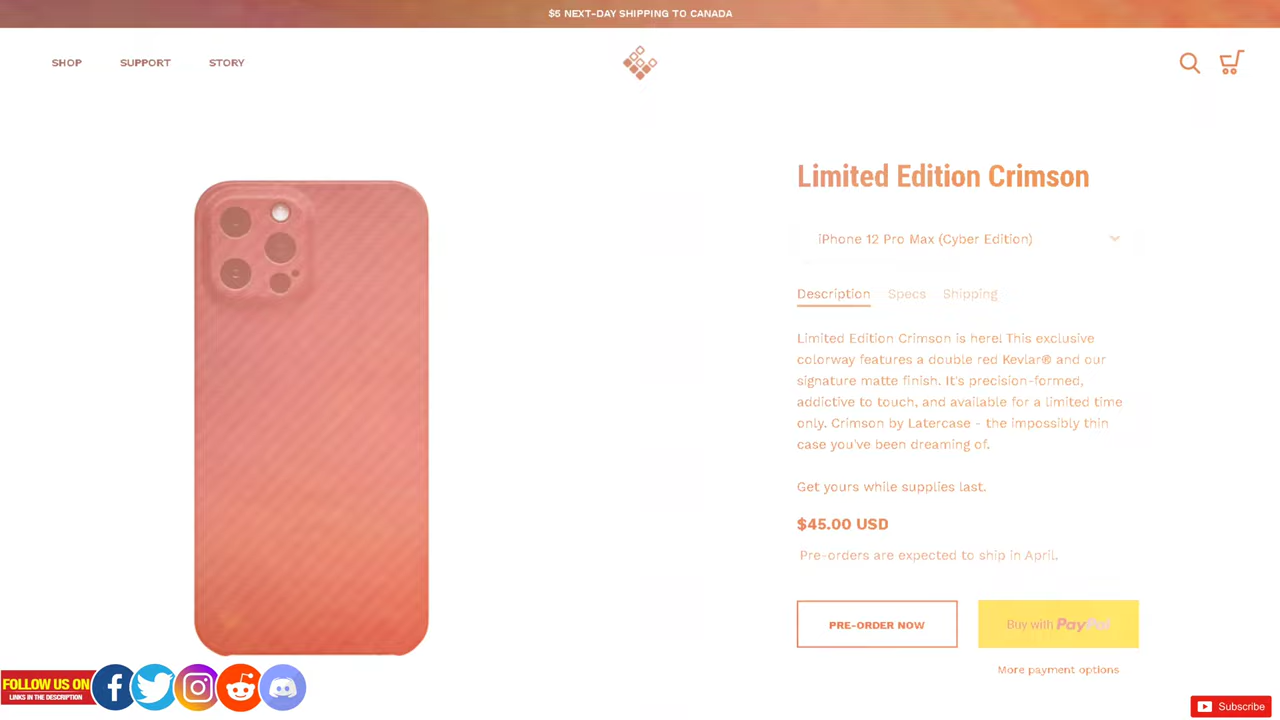 $5 NEXT-DAY SHIPPING TO CANADA
SHOP SUPPORT STORY
Limited Edition Crimson
iPhone 12 Pro Max (Cyber Edition)
Description Specs Shipping
Limited Edition Crimson is here! This exclusive
colorway features a double red Kevlar® and our
signature matte finish. It's precision-formed,
addictive to touch, and available for a limited time
only. Crimson by Latercase - the impossibly thin
case you've been dreaming of.
Get yours while supplies last.
$45.00 USD
Pre-orders are expected to ship in April.
PRE-ORDER NOW
Buy with PayPal
More payment options
FOLLOW US ON
LINKS IN THE DESCRIPTION
Subscribe